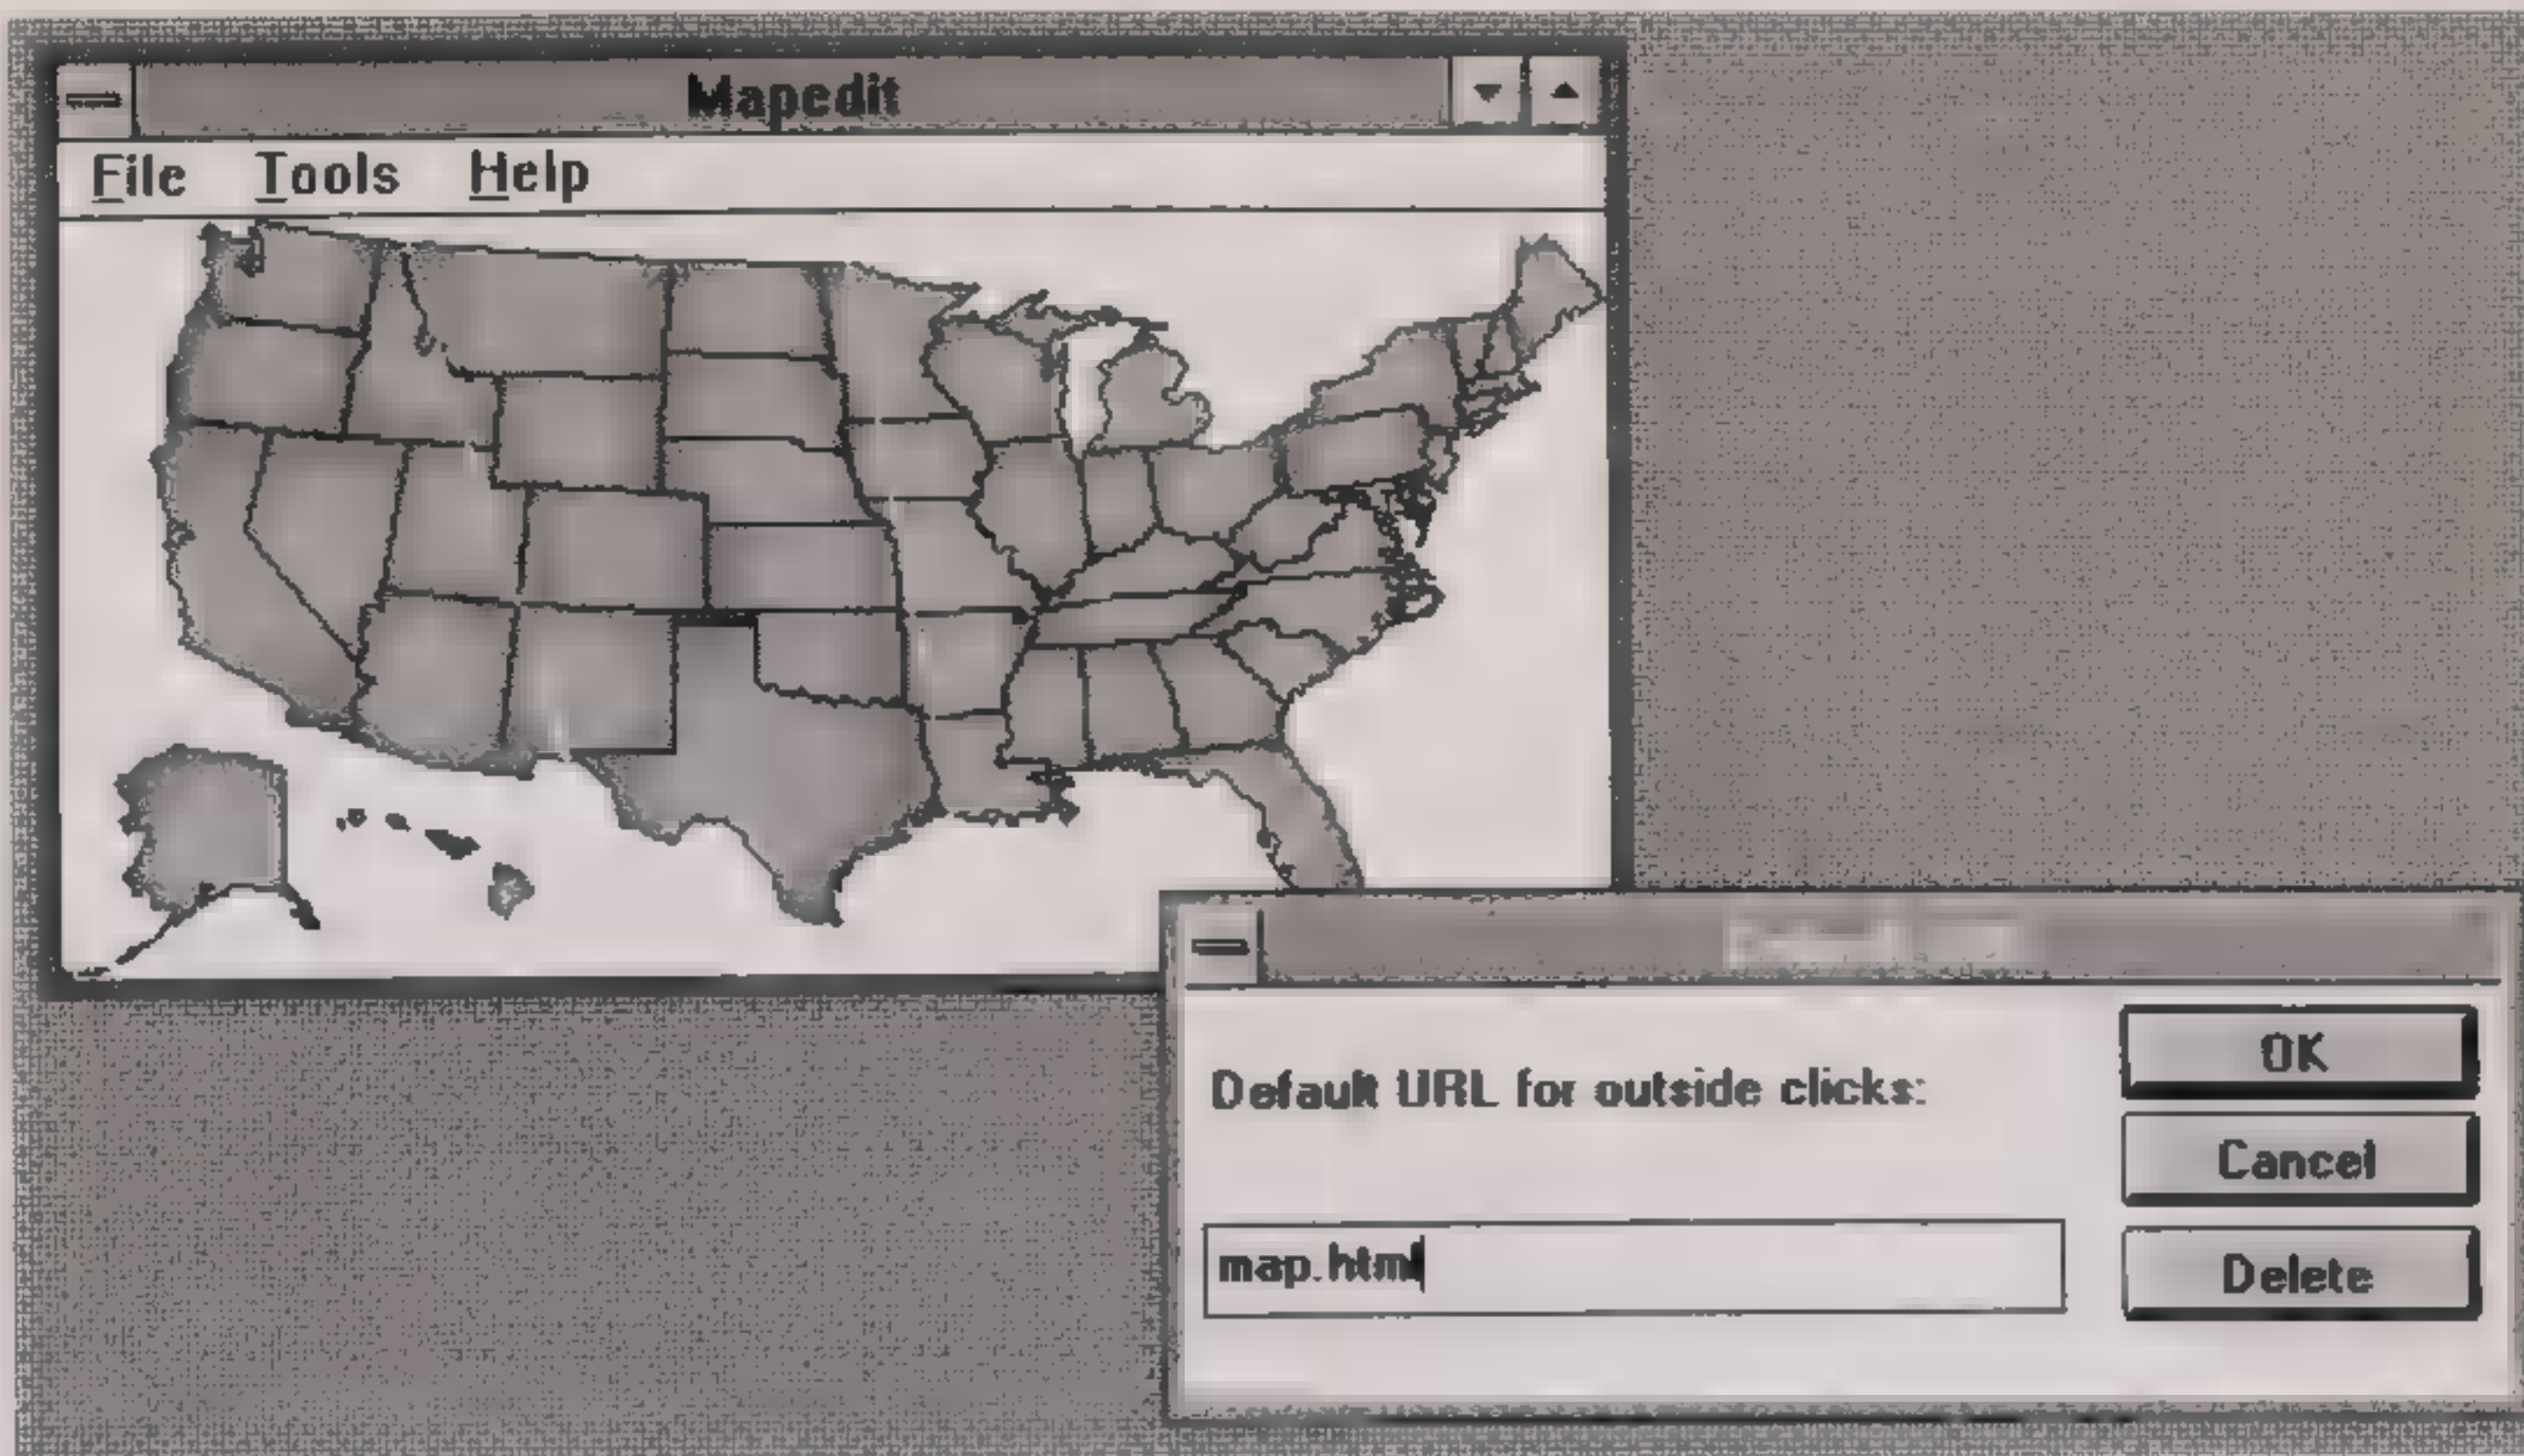 Mapedit
File Tools Help
Default URL for outside clicks:
map.html
OK
Cancel
Delete